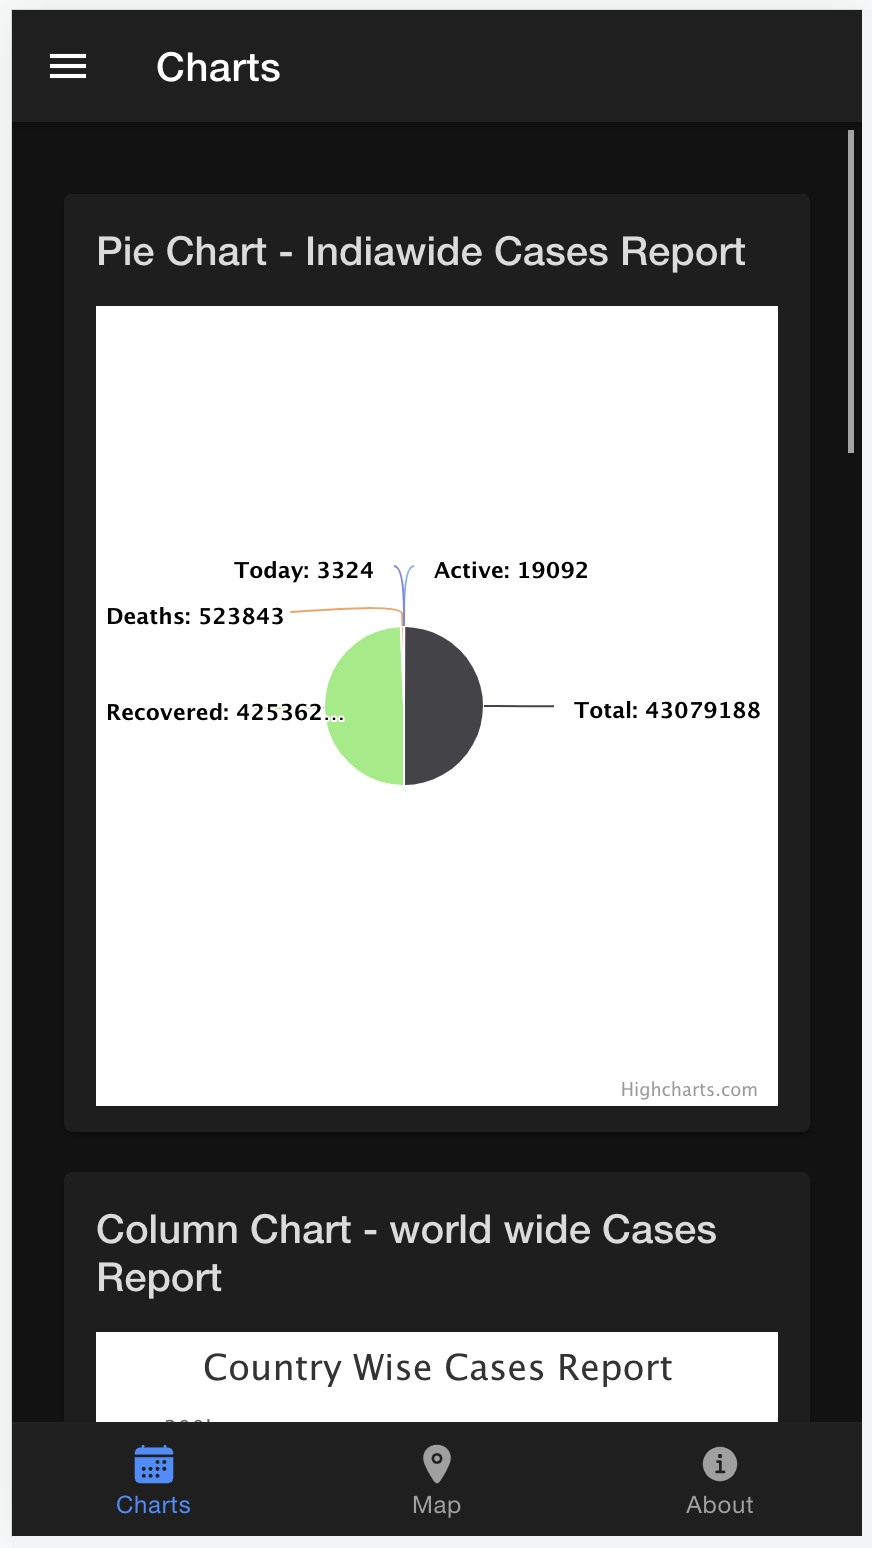 Charts
Pie Chart - Indiawide Cases Report
Today: 3324
Active: 19092
Deaths: 523843
Recovered: 425362...
Total: 43079188
Highcharts.com
Column Chart - world wide Cases
Report
Country Wise Cases Report
Charts
Map
About